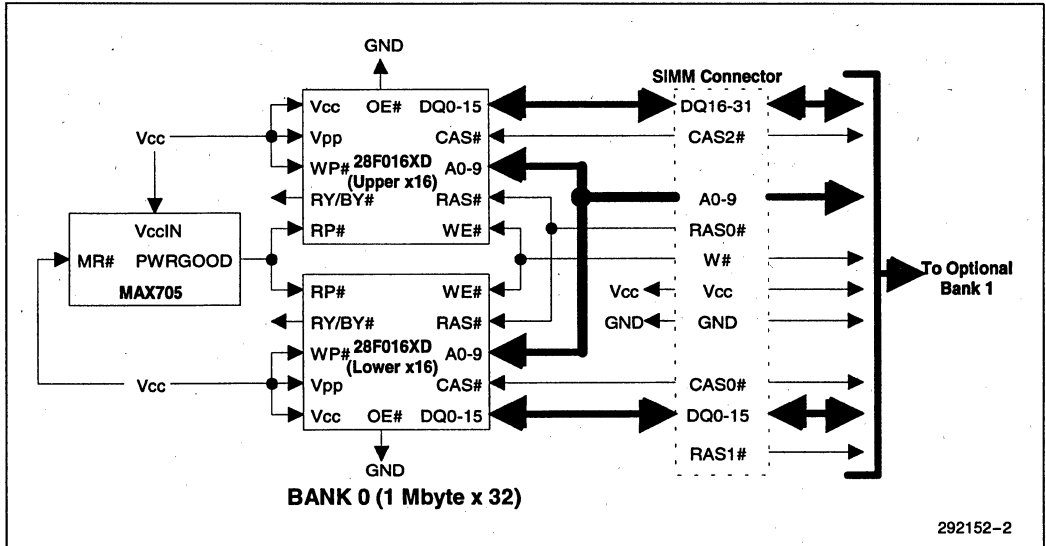 GND
SIMM Connector
Vcc OE# DQ0-15
DQ16-31
Vcc
Vpp
CAS#
CAS2#
WP# 28F016XD A0-9
(Upper x16)
A0-9
RY/BY# RAS#
RAS0#
RP# WE#
W#
VccIN
MR# PWRGOOD
MAX705
To Optional
Bank 1
RP# WE#
Vcc
Vcc
RY/BY# RAS#
GND
GND
28F016XD
WP# A0-9
(Lower x16)
Vcc
Vpp
CAS#
CAS0#
Vcc OE# DQ0-15
DQ0-15
RAS1#
GND
BANK 0 (1 Mbyte x 32)
292152-2